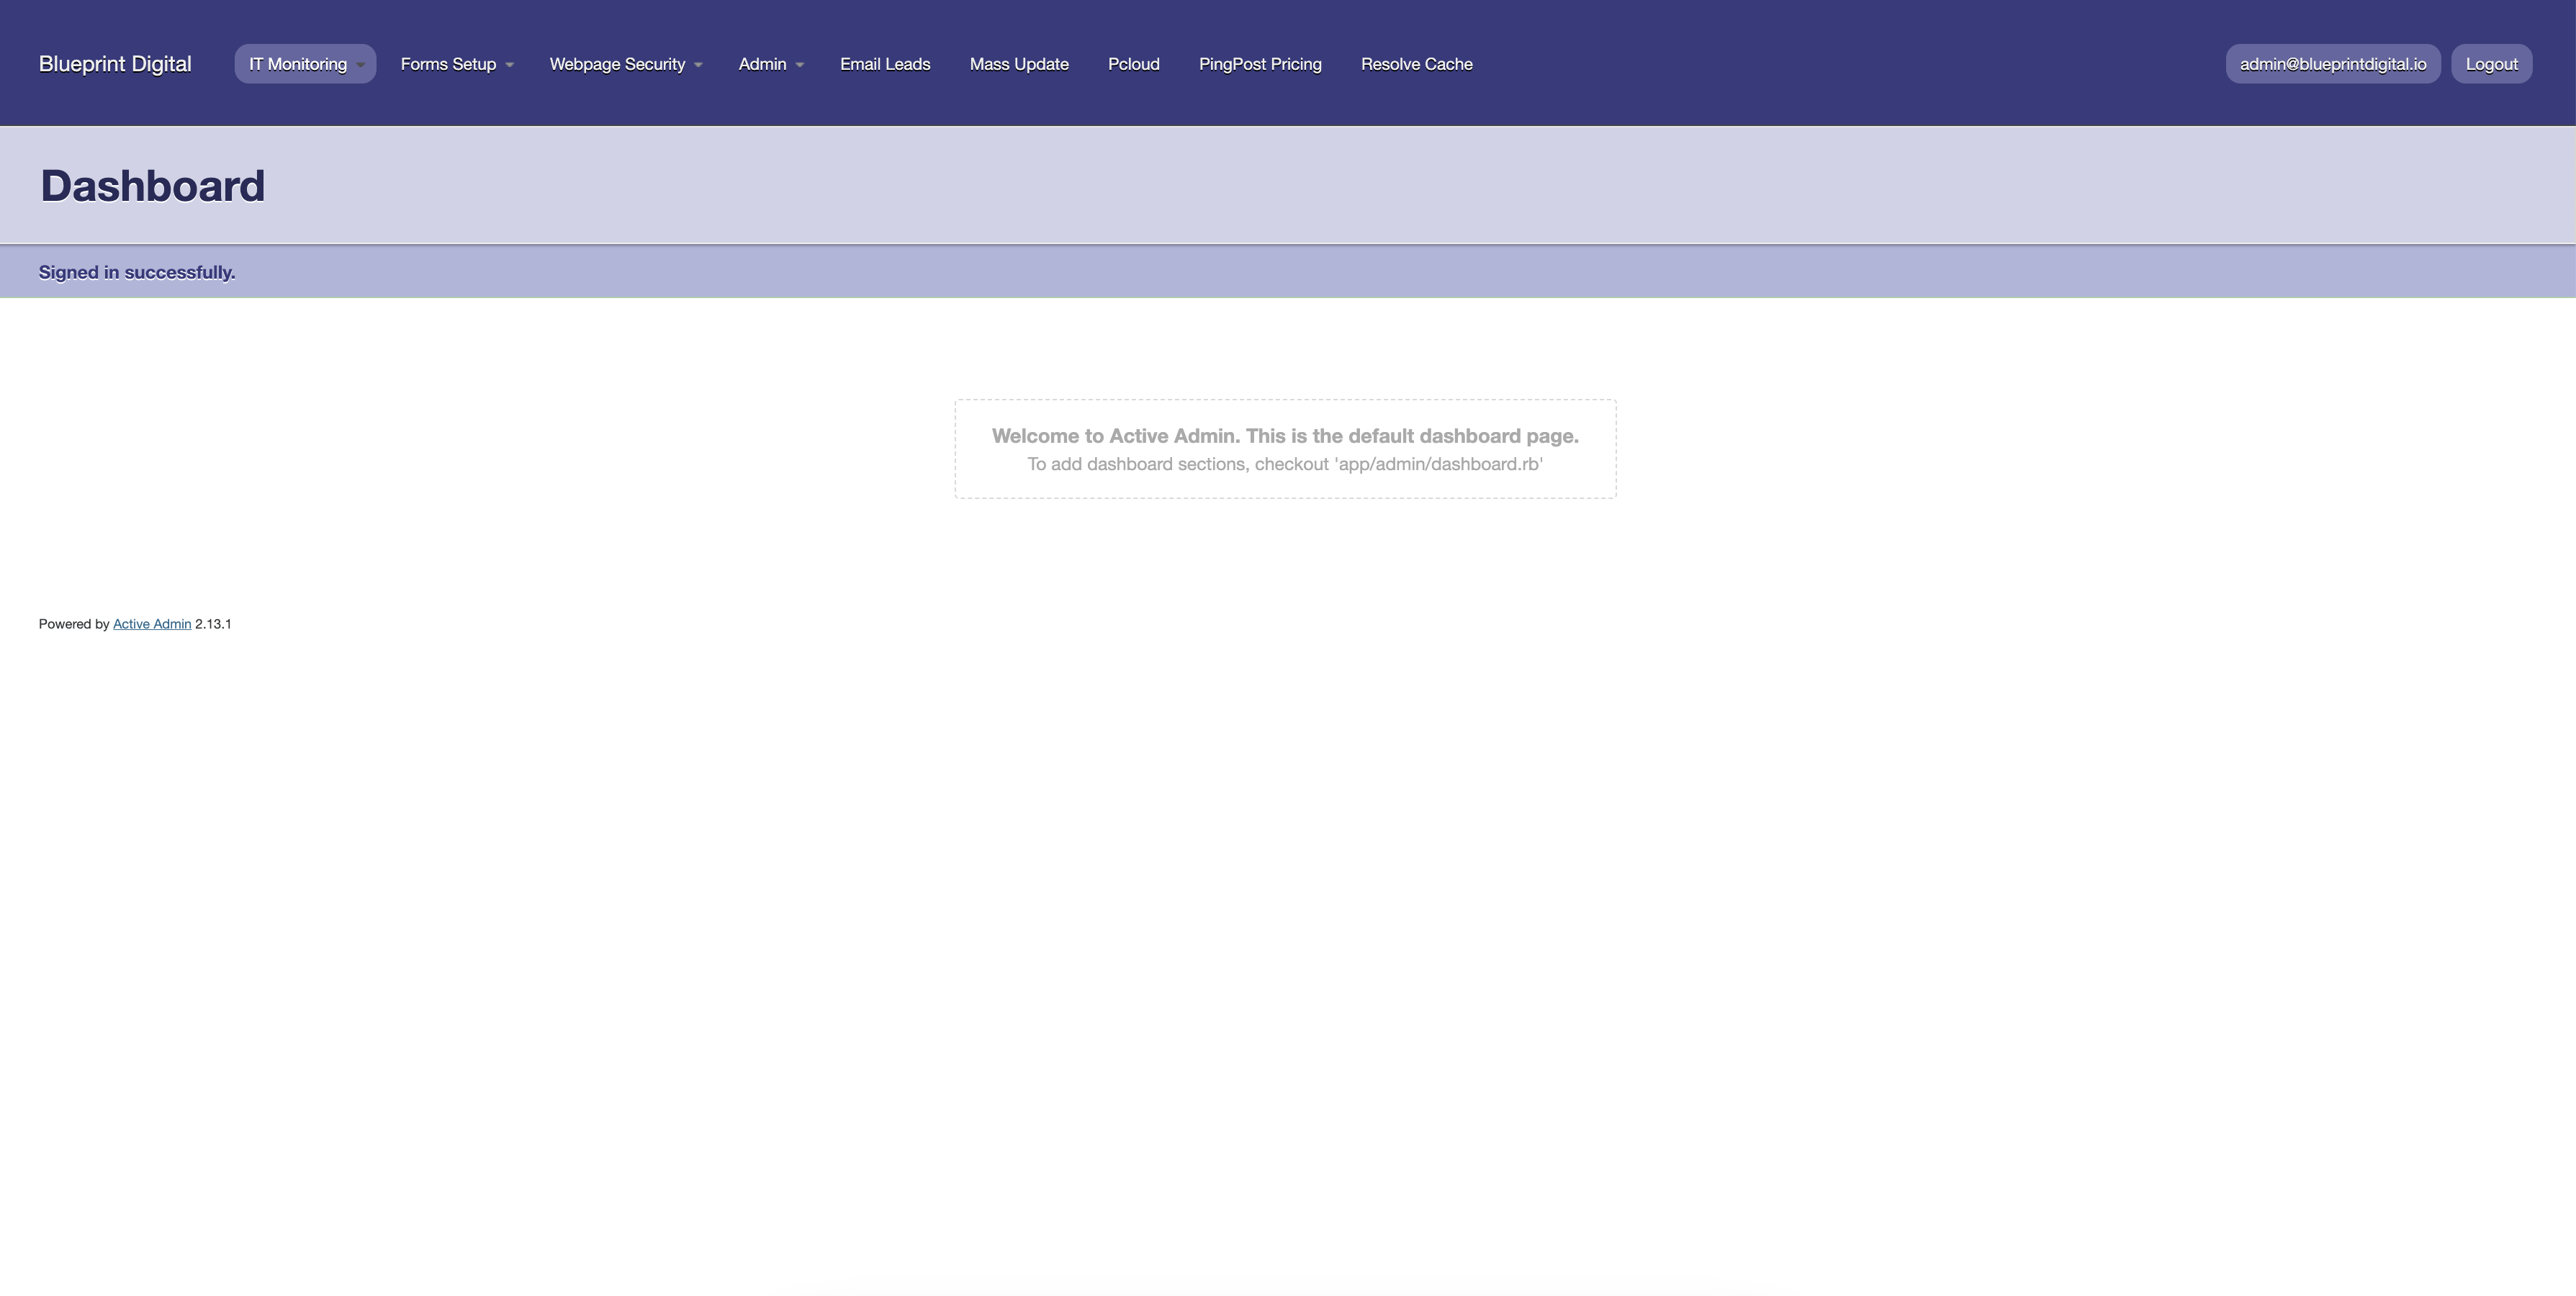 Blueprint Digital IT Monitoring Forms Setup Webpage Security Admin Email Leads Mass Update Pcloud PingPost Pricing Resolve Cache admin@blueprintdigital.io Logout
Dashboard
Signed in successfully.
Welcome to Active Admin. This is the default dashboard page.
To add dashboard sections, checkout 'app/admin/dashboard.rb'
Powered by Active Admin 2.13.1